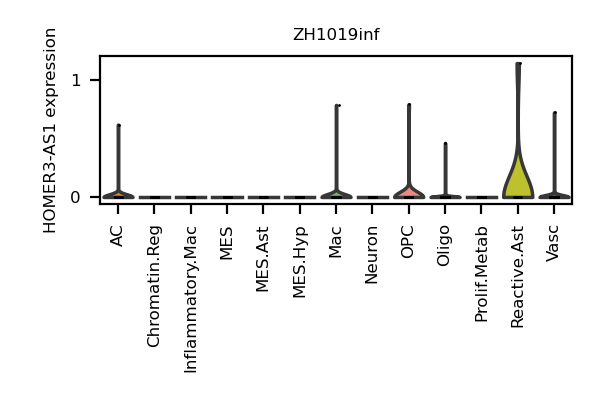 ZH1019inf
HOMER3-AS1 expression
1
0
AC
Chromatin.Reg
Inflammatory.Mac
MES
MES.Ast
MES.Hyp
Mac
Neuron
OPC
Oligo
Prolif.Metab
Reactive.Ast
Vasc